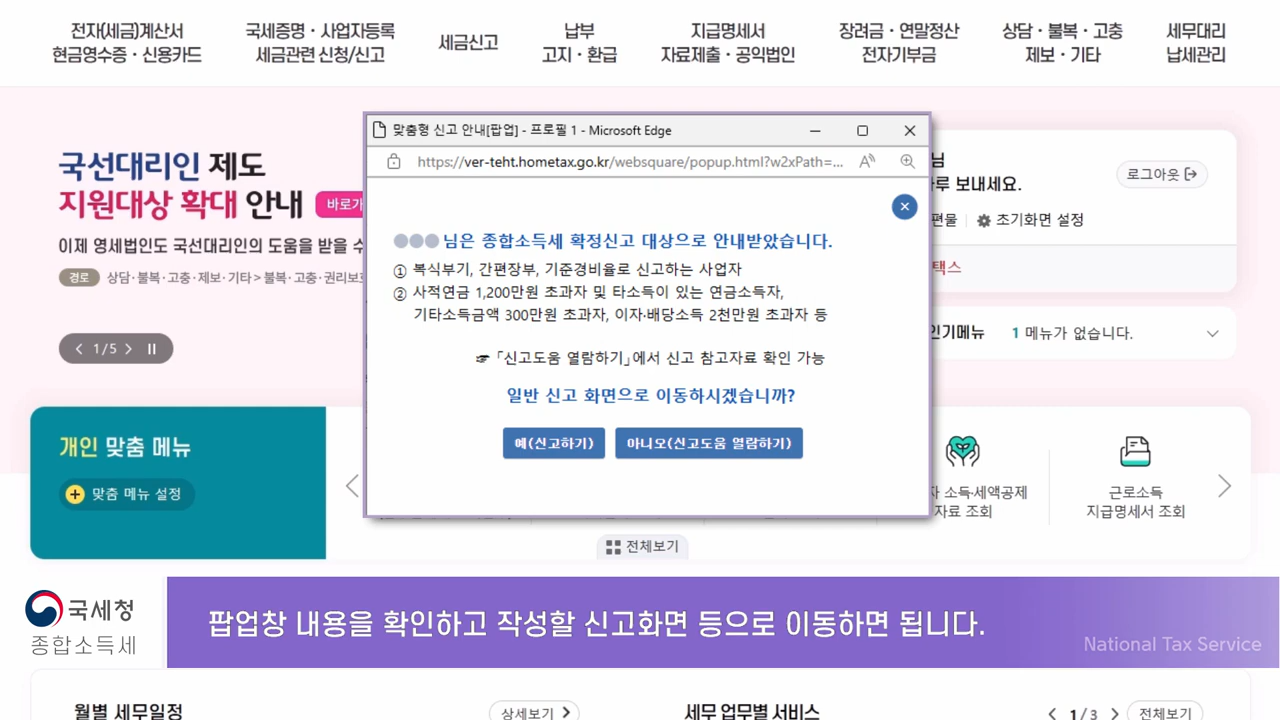 전자(세금)계산서
현금영수증·신용카드
국세증명·사업자등록
세금관련 신청/신고
세금신고
납부
고지·환급
지급명세서
자료제출·공익법인
장려금·연말정산
전자기부금
상담·불복·고충
제보·기타
세무대리
납세관리
국선대리인 제도
지원대상 확대 안내
바로가
이제 영세법인도 국선대리인의 도움을 받을 수
경로 상담·불복·고충·제보·기타 > 불복·고충·권리보호
1/5
맞춤형 신고 안내[팝업] - 프로필 1 - Microsoft Edge
https://ver-teht.hometax.go.kr/websquare/popup.html?w2xPath=...
님은 종합소득세 확정신고 대상으로 안내받았습니다.
① 복식부기, 간편장부, 기준경비율로 신고하는 사업자
② 사적연금 1,200만원 초과자 및 타소득이 있는 연금소득자,
기타소득금액 300만원 초과자, 이자·배당소득 2천만원 초과자 등
☞ 「신고도움 열람하기」에서 신고 참고자료 확인 가능
일반 신고 화면으로 이동하시겠습니까?
예(신고하기)
아니오(신고도움 열람하기)
님
루 보내세요.
로그아웃
편물
초기화면 설정
택스
인기메뉴
1 메뉴가 없습니다.
개인 맞춤 메뉴
맞춤 메뉴 설정
자 소득·세액공제
자료 조회
근로소득
지급명세서 조회
전체보기
국세청
종합소득세
팝업창 내용을 확인하고 작성할 신고화면 등으로 이동하면 됩니다.
National Tax Service
월별 세무일정
상세보기
세무 업무별 서비스
1/3
전체보기